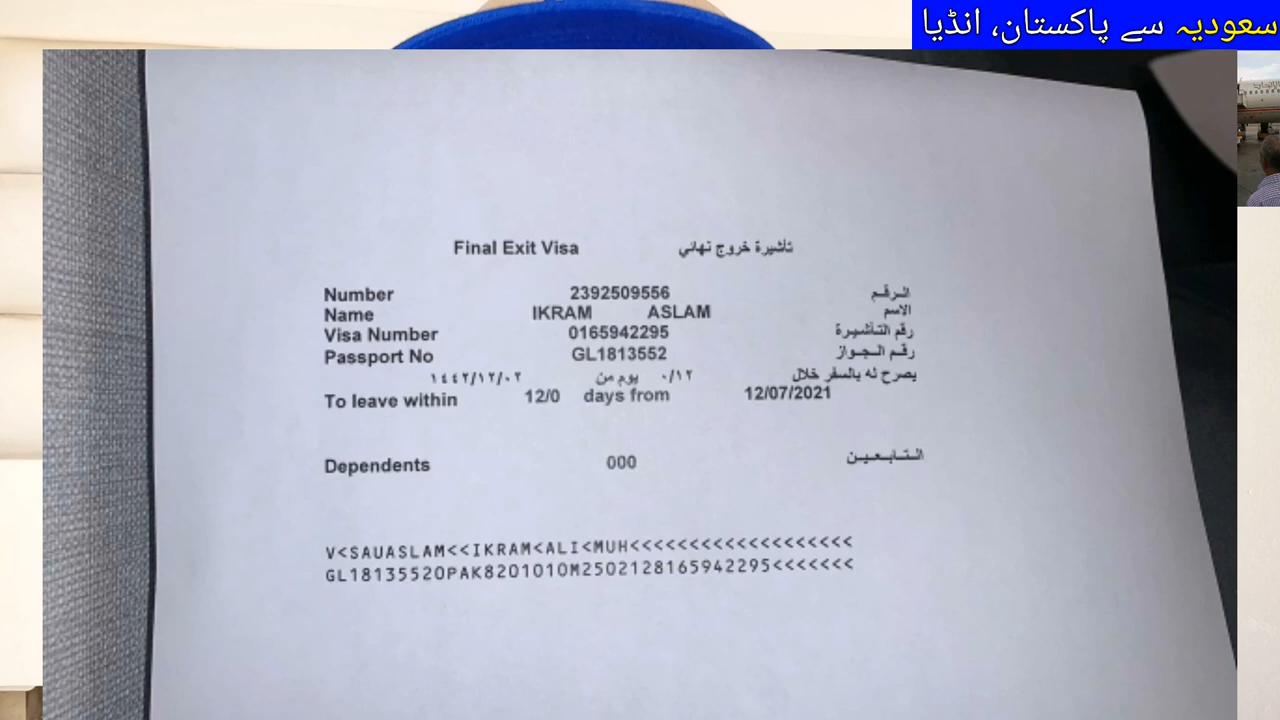 سعودیہ سے پاکستان، انڈیا
Final Exit Visa تأشيرة خروج نهائي
Number 2392509556 الرقم
Name IKRAM ASLAM الاسم
Visa Number 0165942295 رقم التأشيرة
Passport No GL1813552 رقم الجواز
يصرح له بالسفر خلال ٠/١٢ يوم من ١٤٤٢/١٢/٠٢
To leave within 12/0 days from 12/07/2021
Dependents 000 التابعين
V<SAUASLAM<<IKRAM<ALI<MUH<<<<<<<<<<<<<<<<<<<
GL18135520PAK8201010M2502128165942295<<<<<<<